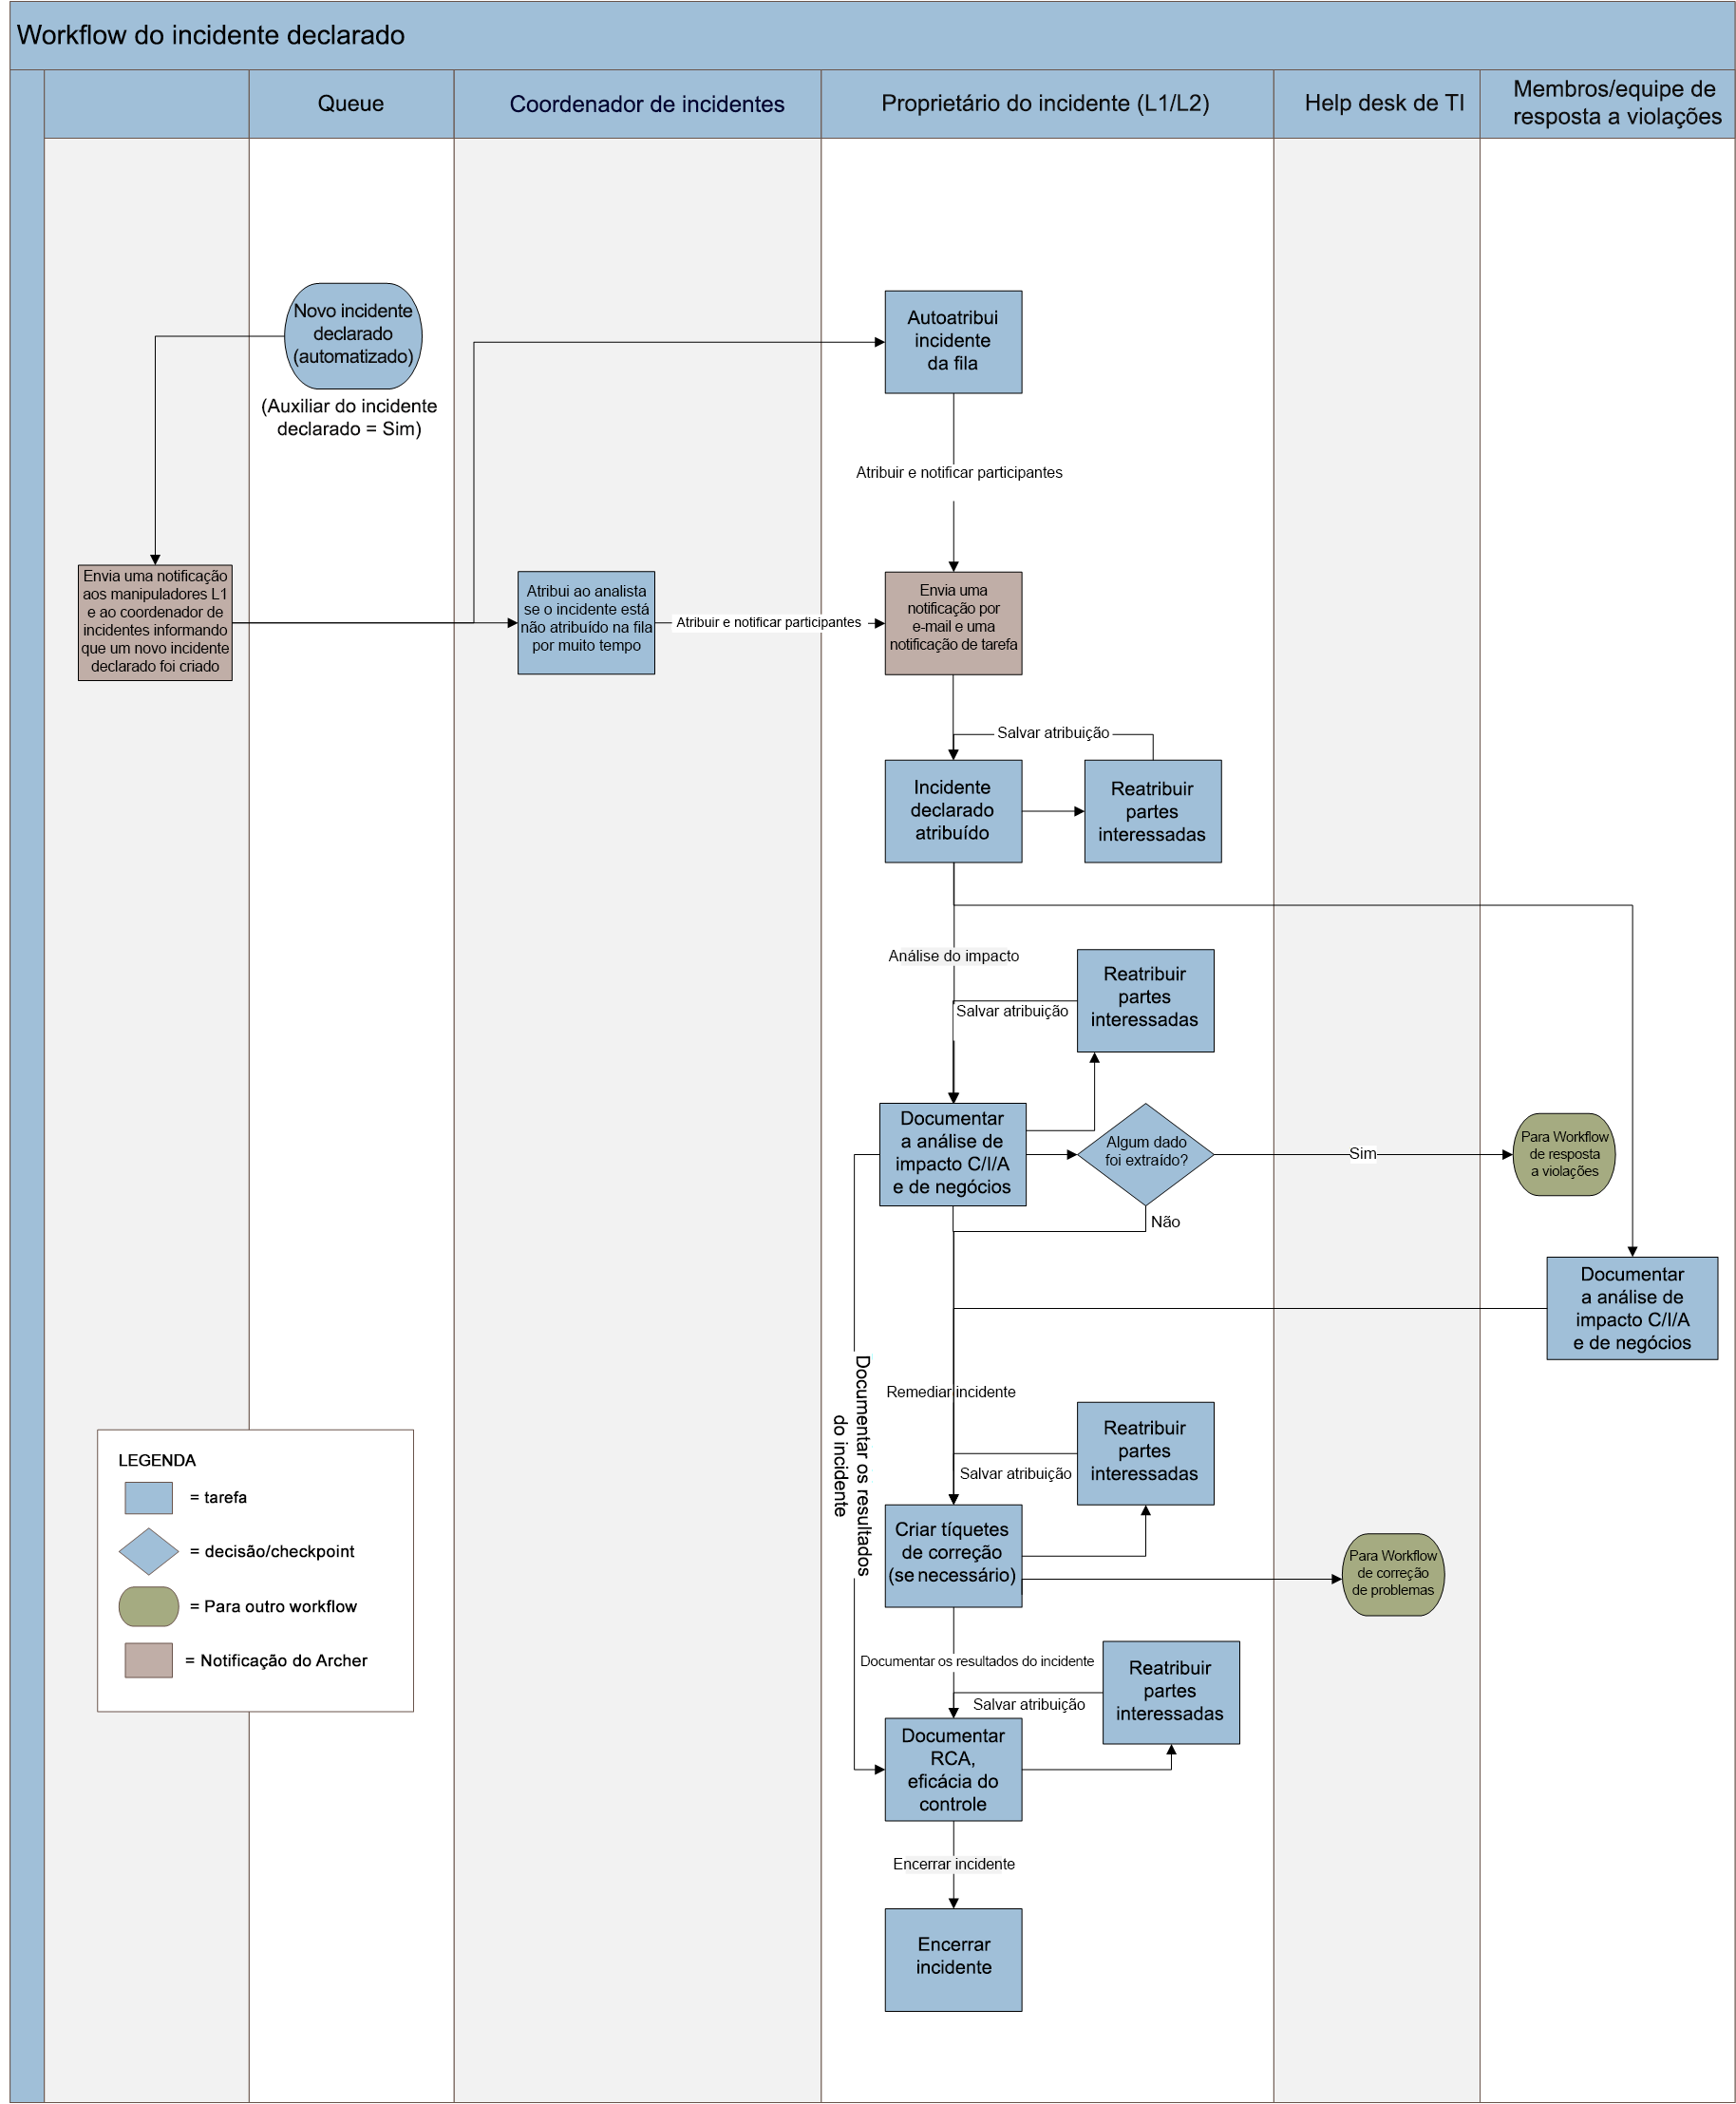 Workflow do incidente declarado
Queue
Coordenador de incidentes
Proprietário do incidente (L1/L2)
Help desk de TI
Membros/equipe de
resposta a violações
Novo incidente
declarado
(automatizado)
(Auxiliar do incidente
declarado = Sim)
Autoatribui
incidente
da fila
Atribuir e notificar participantes
Envia uma notificação
aos manipuladores L1
e ao coordenador de
incidentes informando
que um novo incidente
declarado foi criado
Atribui ao analista
se o incidente está
não atribuído na fila
por muito tempo
Atribuir e notificar participantes
Envia uma
notificação por
e-mail e uma
notificação de tarefa
Salvar atribuição
Incidente
declarado
atribuído
Reatribuir
partes
interessadas
Análise do impacto
Reatribuir
partes
interessadas
Salvar atribuição
Documentar
a análise de
impacto C/I/A
e de negócios
Algum dado
foi extraído?
Sim
Para Workflow
de resposta
a violações
Não
Documentar
a análise de
impacto C/I/A
e de negócios
Documentar os resultados
do incidente
Remediar incidente
Reatribuir
partes
interessadas
Salvar atribuição
Criar tíquetes
de correção
(se necessário)
Para Workflow
de correção
de problemas
Documentar os resultados do incidente
Reatribuir
partes
interessadas
Salvar atribuição
Documentar
RCA,
eficácia do
controle
Encerrar incidente
Encerrar
incidente
LEGENDA
= tarefa
= decisão/checkpoint
= Para outro workflow
= Notificação do Archer